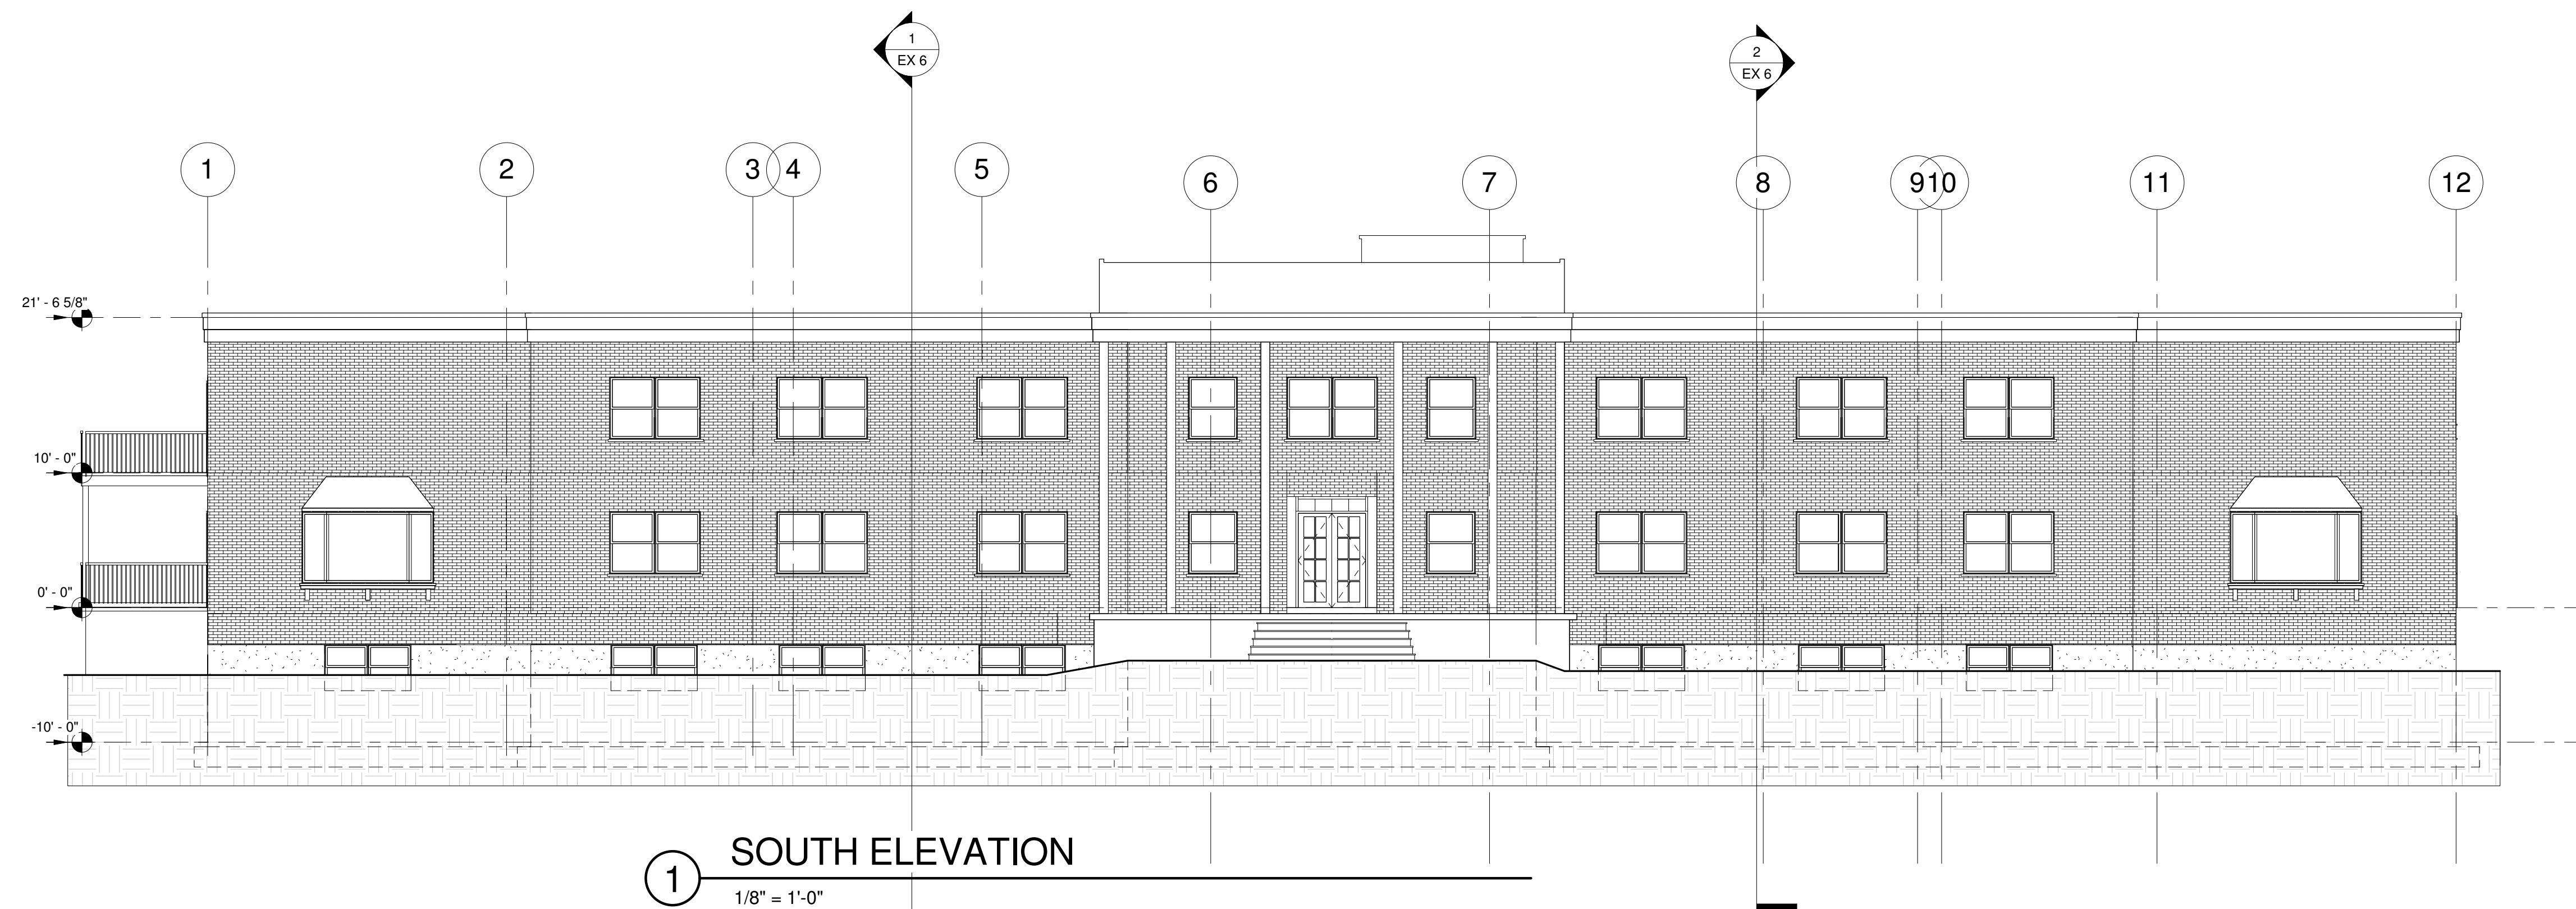 1
EX 6
2
EX 6
1
2
3
4
5
6
7
8
9
10
11
12
21' - 6 5/8"
10' - 0"
0' - 0"
-10' - 0"
SOUTH ELEVATION
1
1/8" = 1'-0"